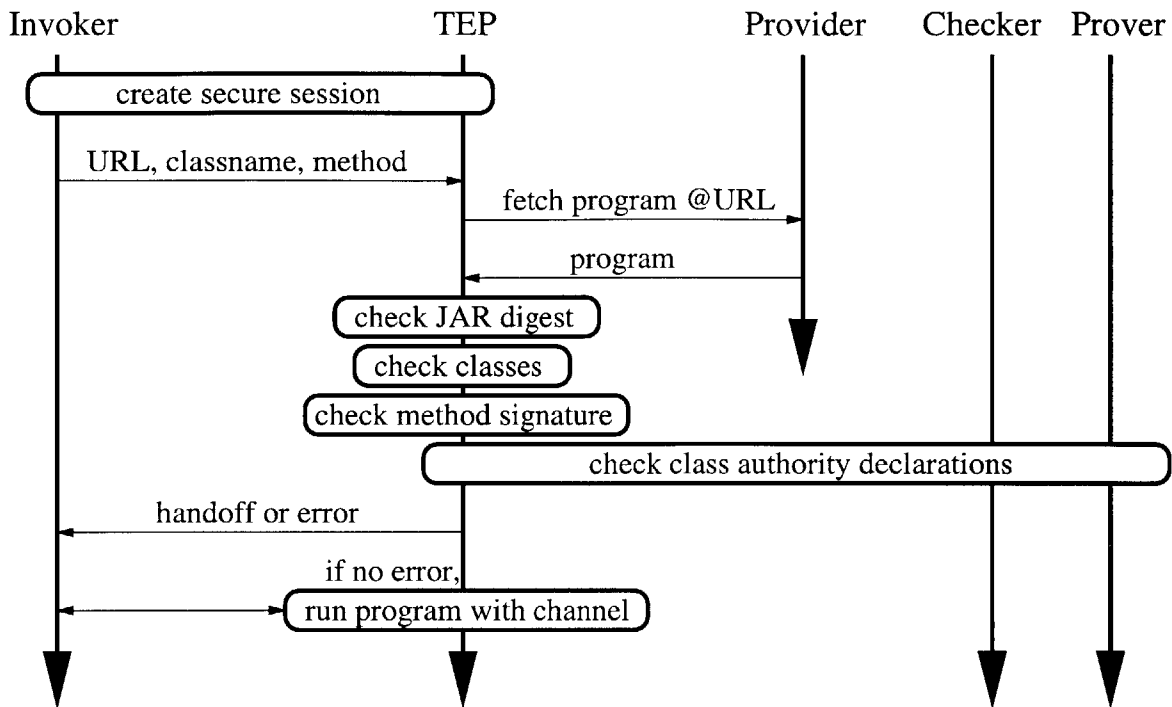 Invoker TEP Provider Checker Prover
create secure session
URL, classname, method
fetch program @URL
program
check JAR digest
check classes
check method signature
check class authority declarations
handoff or error
if no error,
run program with channel